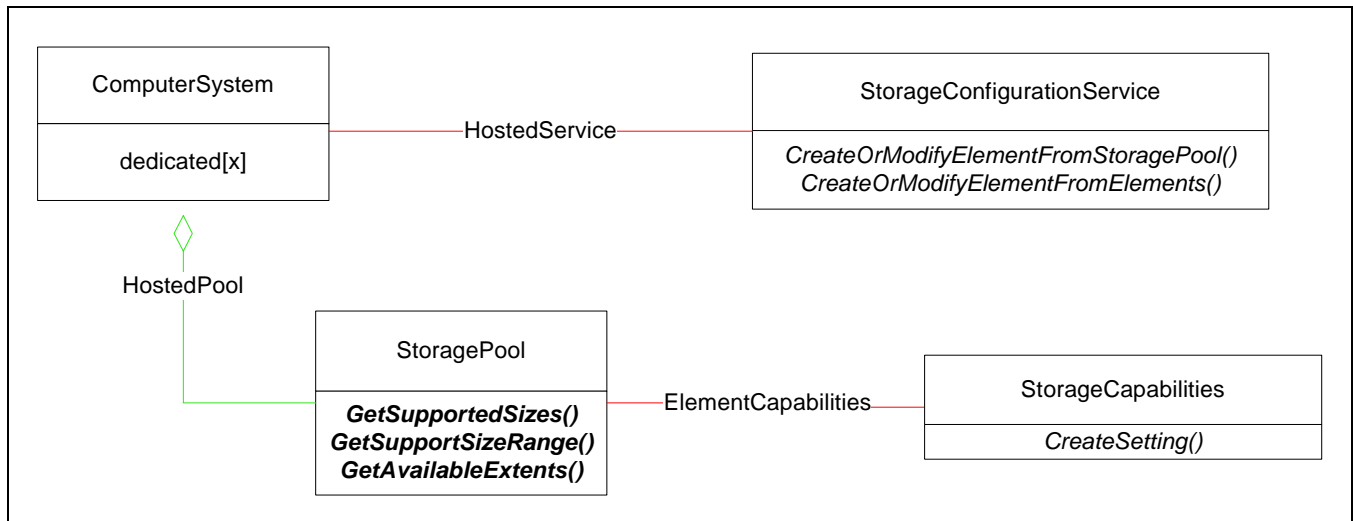 ComputerSystem
dedicated[x]
HostedService
StorageConfigurationService
CreateOrModifyElementFromStoragePool()
CreateOrModifyElementFromElements()
HostedPool
StoragePool
GetSupportedSizes()
GetSupportSizeRange()
GetAvailableExtents()
ElementCapabilities
StorageCapabilities
CreateSetting()